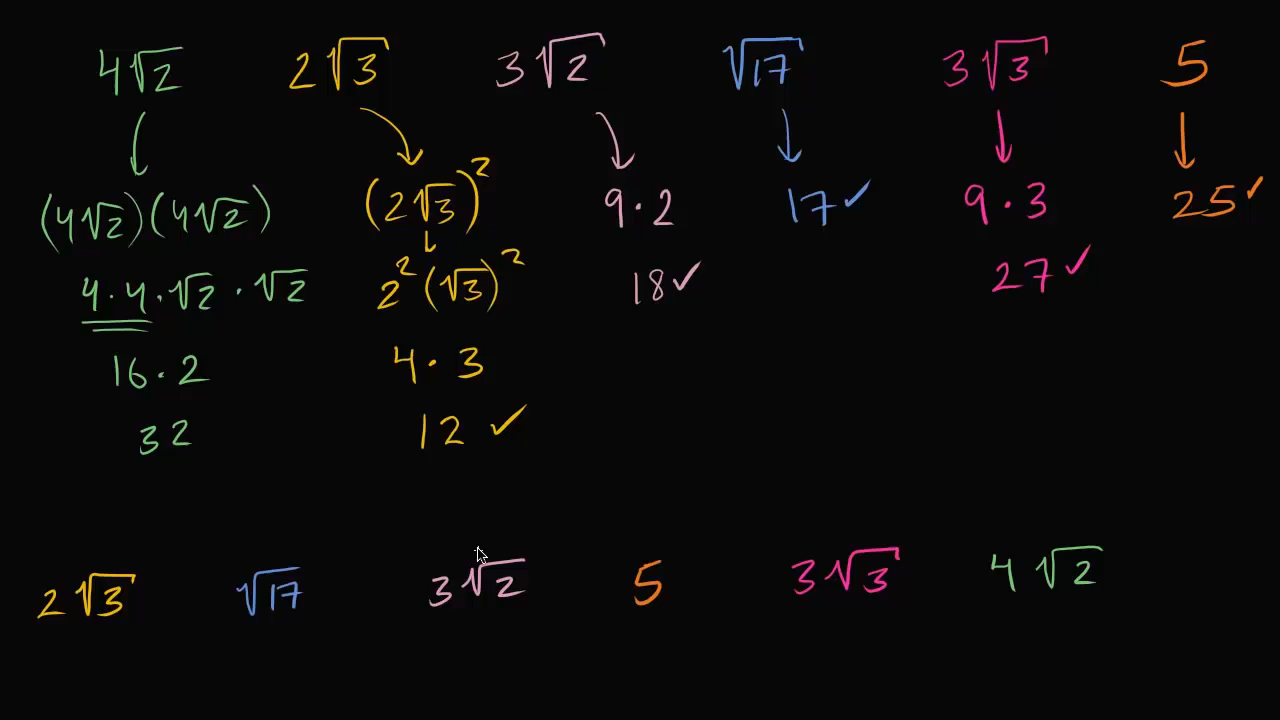 4√2 2√3 3√2 √17 3√3 5
(4√2)(4√2) (2√3)² 9·2 17✓ 9·3 25✓
4·4·√2·√2 2²(√3)² 18✓ 27✓
16·2 4·3
32 12 ✓
2√3 √17 3√2 5 3√3 4√2